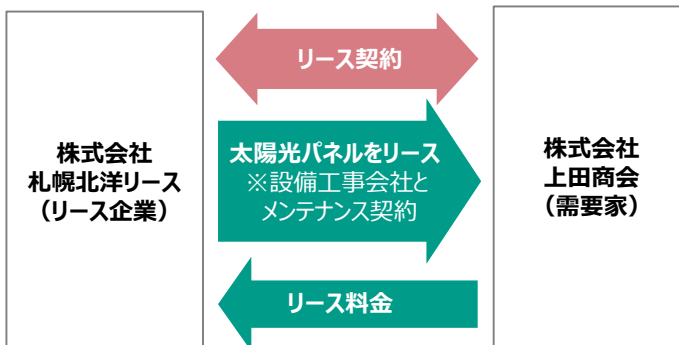 リース契約
株式会社
札幌北洋リース
（リース企業）
太陽光パネルをリース
※設備工事会社と
メンテナンス契約
株式会社
上田商会
（需要家）
リース料金